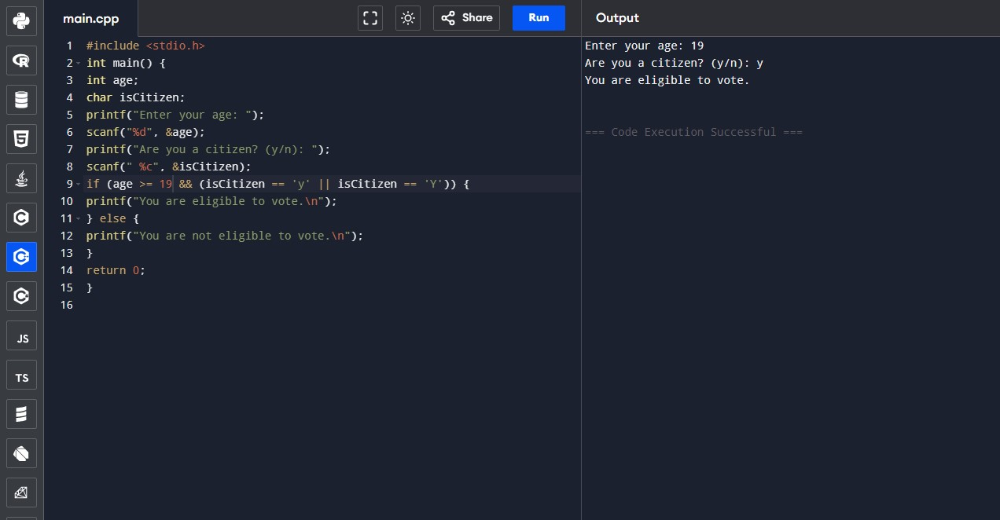 main.cpp
Share
Run
Output
1 #include <stdio.h>
2 int main() {
3 int age;
4 char isCitizen;
5 printf("Enter your age: ");
6 scanf("%d", &age);
7 printf("Are you a citizen? (y/n): ");
8 scanf(" %c", &isCitizen);
9 if (age >= 19 && (isCitizen == 'y' || isCitizen == 'Y')) {
10 printf("You are eligible to vote.\n");
11 } else {
12 printf("You are not eligible to vote.\n");
13 }
14 return 0;
15 }
16
Enter your age: 19
Are you a citizen? (y/n): y
You are eligible to vote.
=== Code Execution Successful ===
JS
TS